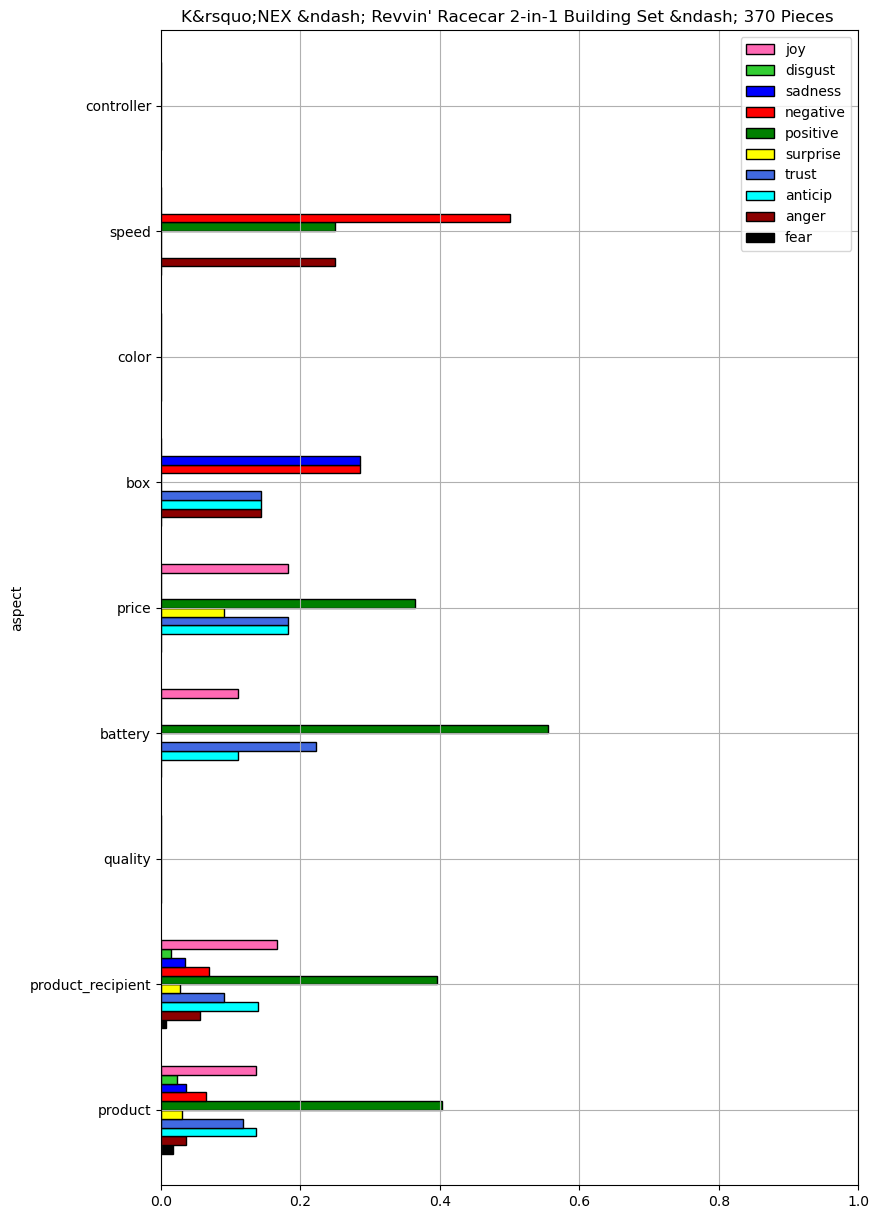 K&rsquo;NEX &ndash; Revvin' Racecar 2-in-1 Building Set &ndash; 370 Pieces
joy
disgust
sadness
negative
positive
surprise
trust
anticip
anger
fear
controller
speed
color
box
price
battery
quality
product_recipient
product
aspect
0.0 0.2 0.4 0.6 0.8 1.0